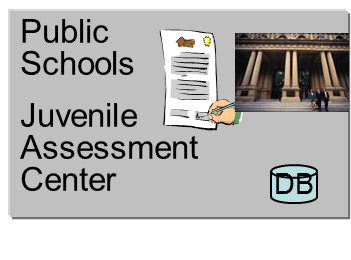 Public
Schools
Juvenile
Assessment
Center
DB